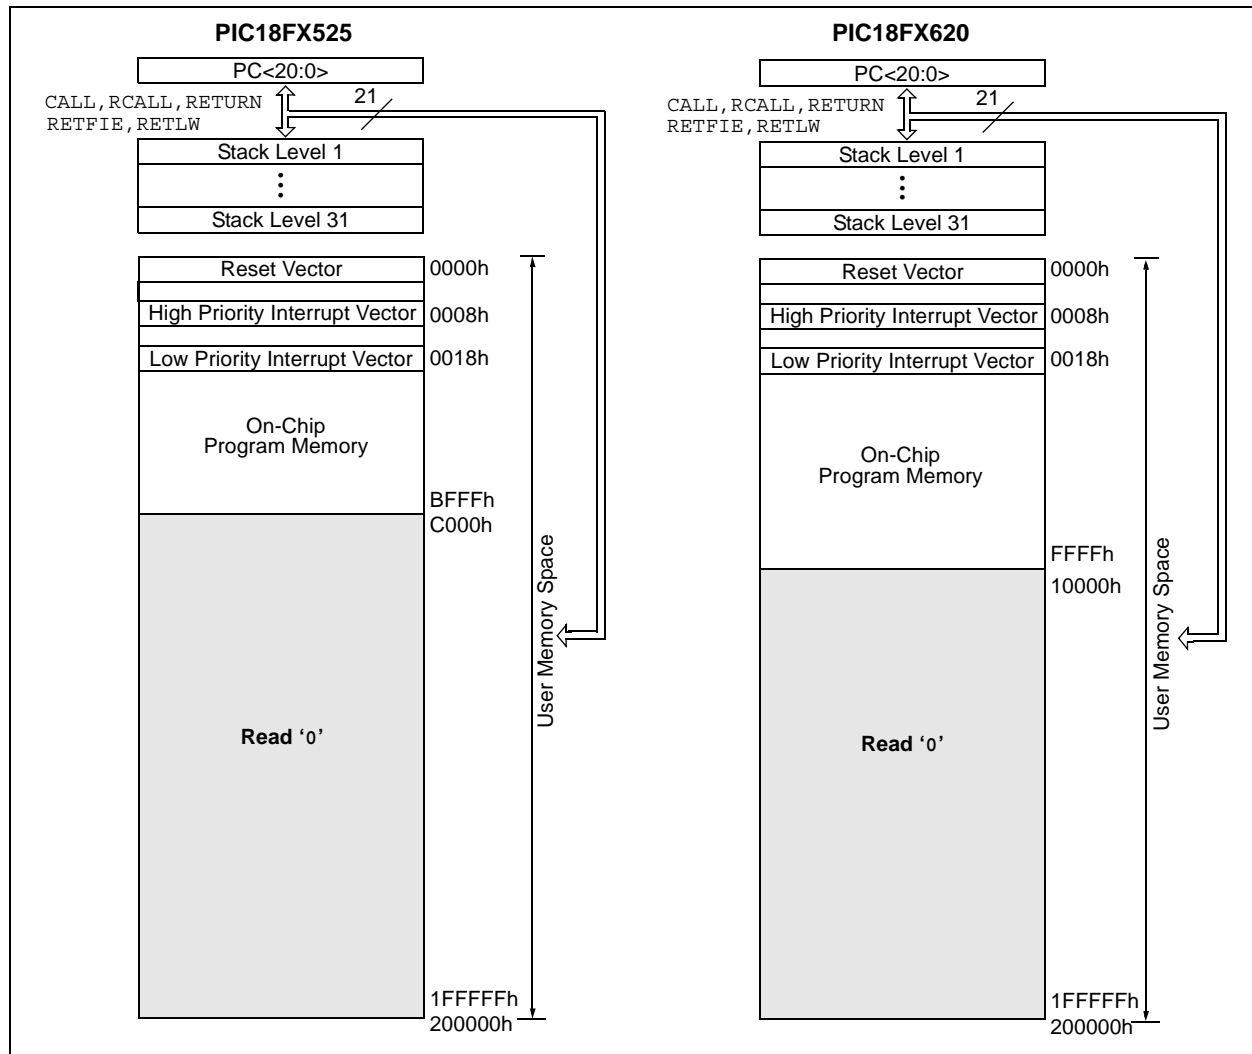 PIC18FX525
PC<20:0>
CALL,RCALL,RETURN
RETFIE,RETLW
21
Stack Level 1
Stack Level 31
Reset Vector
0000h
High Priority Interrupt Vector
0008h
Low Priority Interrupt Vector
0018h
On-Chip
Program Memory
BFFFh
C000h
Read ‘0’
1FFFFFh
200000h
User Memory Space
PIC18FX620
PC<20:0>
CALL,RCALL,RETURN
RETFIE,RETLW
21
Stack Level 1
Stack Level 31
Reset Vector
0000h
High Priority Interrupt Vector
0008h
Low Priority Interrupt Vector
0018h
On-Chip
Program Memory
FFFFh
10000h
Read ‘0’
1FFFFFh
200000h
User Memory Space